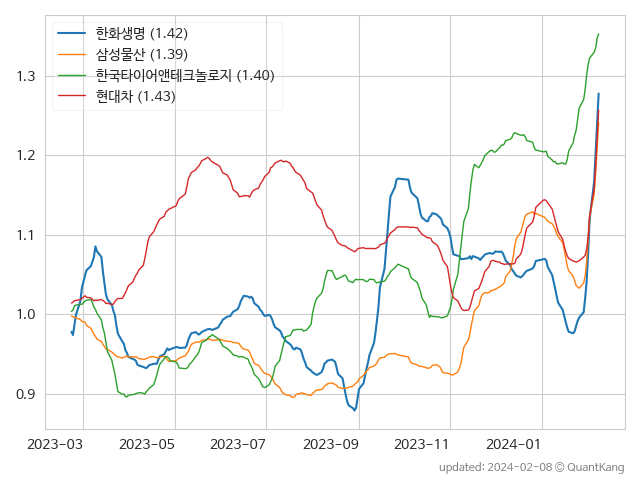 한화생명 (1.42)
삼성물산 (1.39)
한국타이어앤테크놀로지 (1.40)
현대차 (1.43)
1.3
1.2
1.1
1.0
0.9
2023-03 2023-05 2023-07 2023-09 2023-11 2024-01
updated: 2024-02-08 © QuantKang